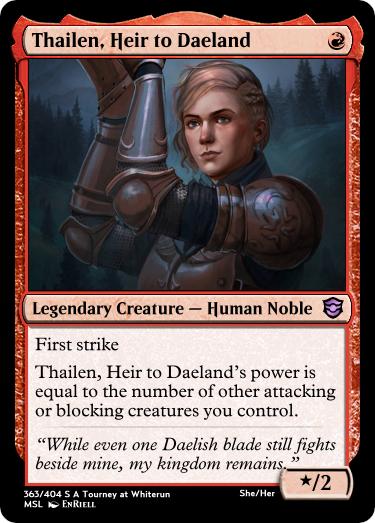 Thailen, Heir to Daeland
Legendary Creature — Human Noble
First strike
Thailen, Heir to Daeland's power is
equal to the number of other attacking
or blocking creatures you control.
"While even one Daelish blade still fights
beside mine, my kingdom remains."
★/2
363/404 S A Tourney at Whiterun
She/Her
MSL EnRiell